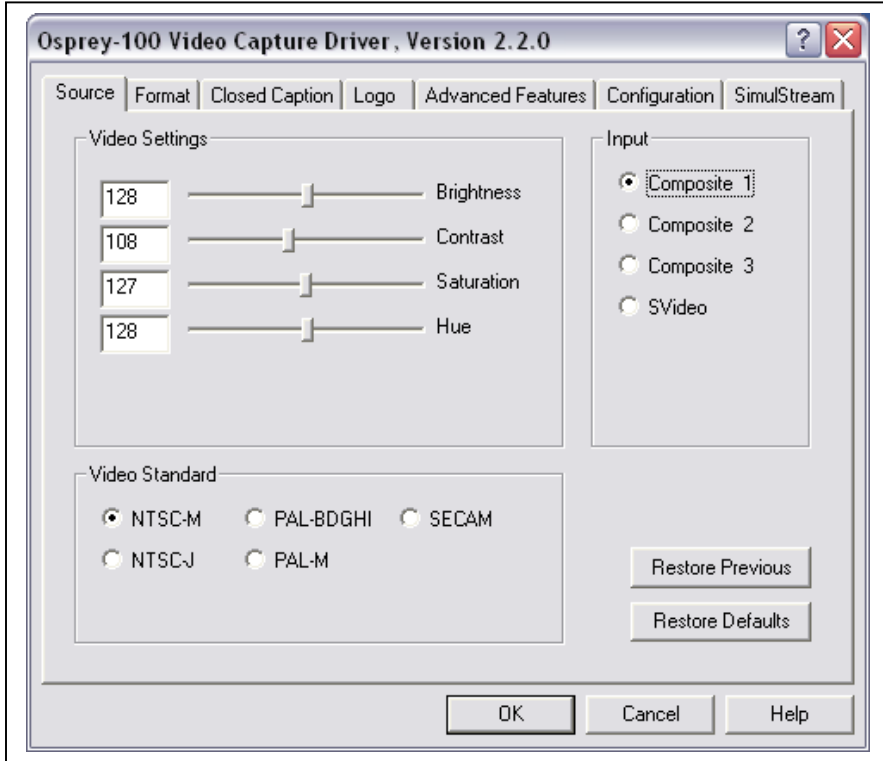 Osprey-100 Video Capture Driver, Version 2.2.0
Source Format Closed Caption Logo Advanced Features Configuration SimulStream
Video Settings
128 Brightness
108 Contrast
127 Saturation
128 Hue
Input
Composite 1
Composite 2
Composite 3
SVideo
Video Standard
NTSC-M PAL-BDGHI SECAM
NTSC-J PAL-M
Restore Previous
Restore Defaults
OK Cancel Help